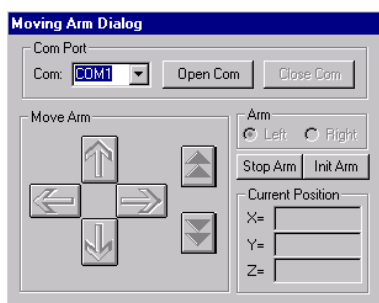 Moving Arm Dialog
Com Port
Com: COM1 Open Com Close Com
Move Arm
Arm
Left Right
Stop Arm Init Arm
Current Position
X=
Y=
Z=